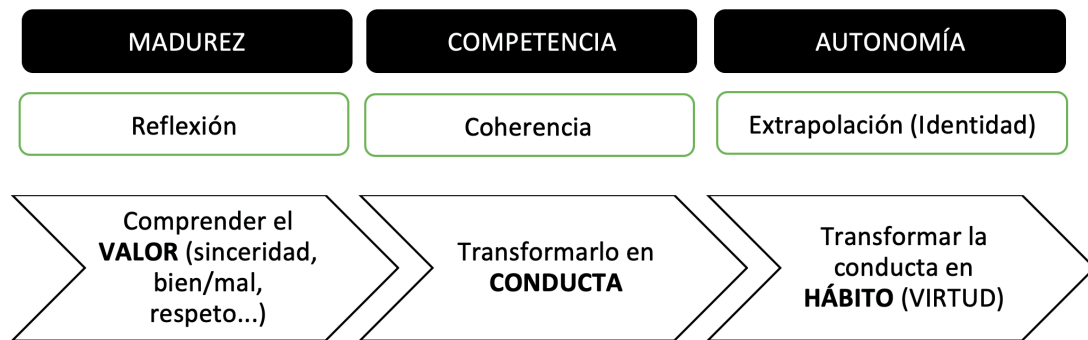 MADUREZ
COMPETENCIA
AUTONOMÍA
Reflexión
Coherencia
Extrapolación (Identidad)
Comprender el
VALOR (sinceridad,
bien/mal,
respeto...)
Transformarlo en
CONDUCTA
Transformar la
conducta en
HÁBITO (VIRTUD)